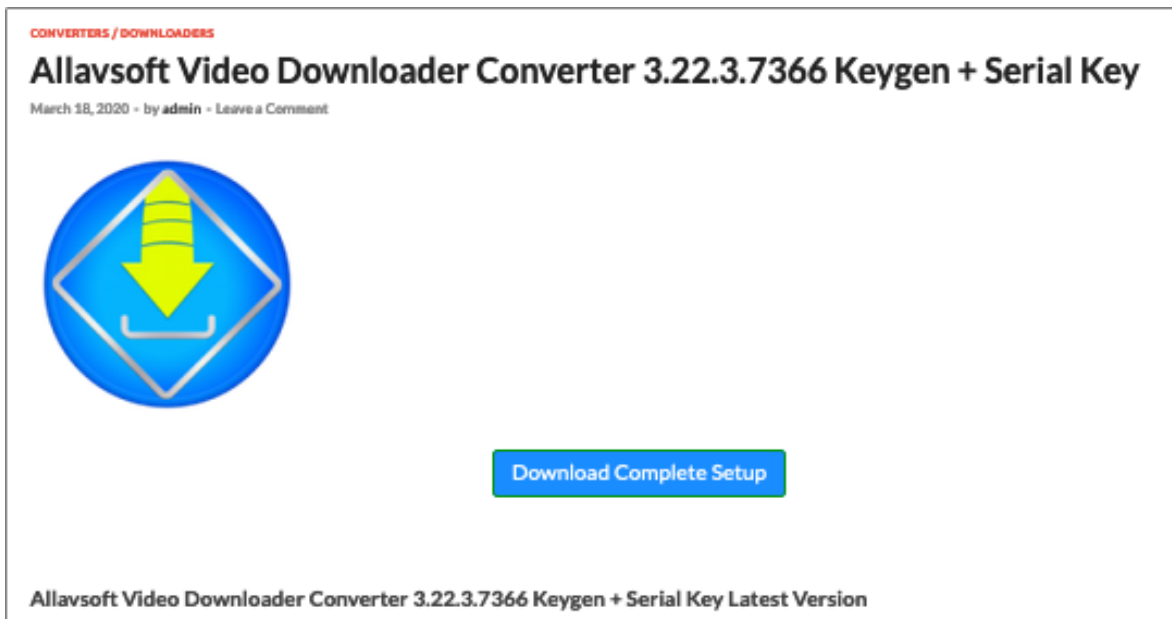 CONVERTERS / DOWNLOADERS
Allavsoft Video Downloader Converter 3.22.3.7366 Keygen + Serial Key
March 18, 2020 - by admin - Leave a Comment
Download Complete Setup
Allavsoft Video Downloader Converter 3.22.3.7366 Keygen + Serial Key Latest Version